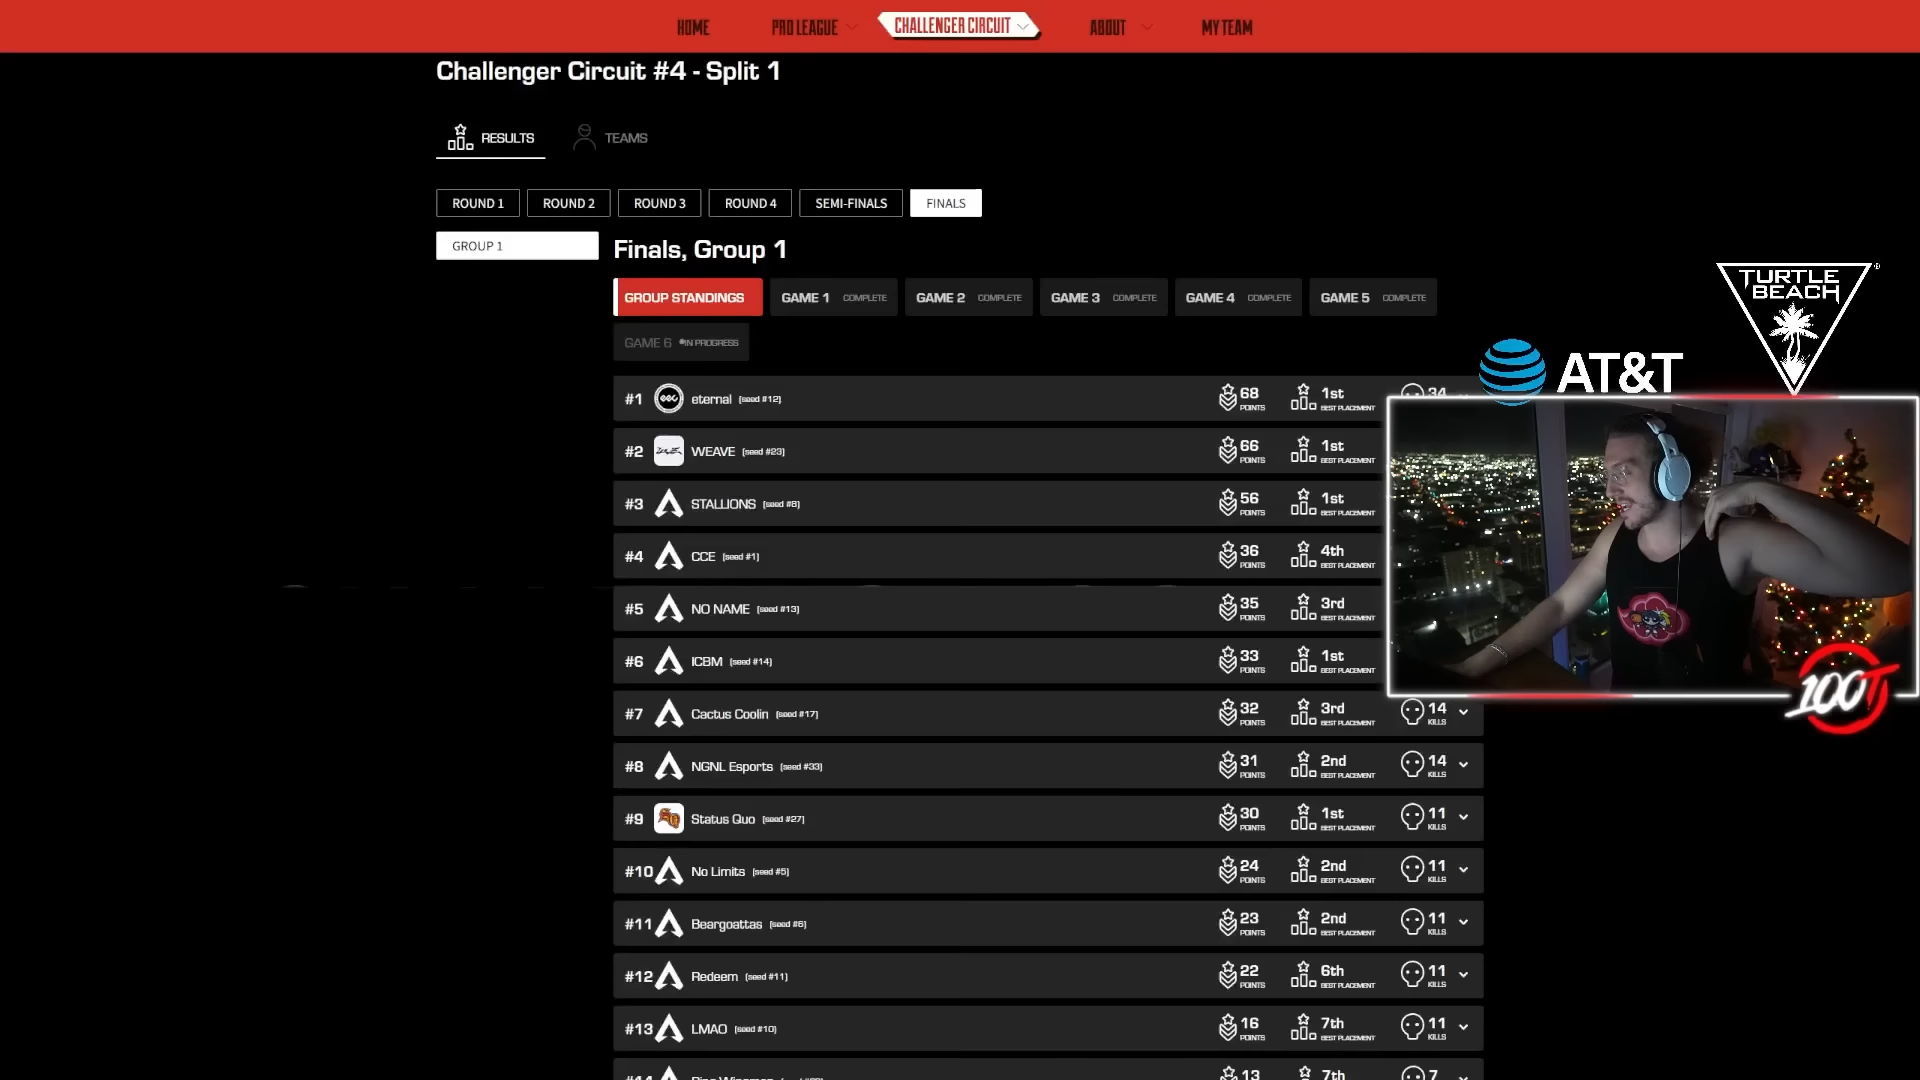 HOME PRO LEAGUE CHALLENGER CIRCUIT ABOUT MY TEAM
Challenger Circuit #4 - Split 1
RESULTS TEAMS
ROUND 1 ROUND 2 ROUND 3 ROUND 4 SEMI-FINALS FINALS
GROUP 1
Finals, Group 1
GROUP STANDINGS GAME 1 COMPLETE GAME 2 COMPLETE GAME 3 COMPLETE GAME 4 COMPLETE GAME 5 COMPLETE
GAME 6 IN PROGRESS
#1 eternal (seed #12) 68 POINTS 1st BEST PLACEMENT 34
#2 WEAVE (seed #23) 66 POINTS 1st BEST PLACEMENT
#3 STALLIONS (seed #8) 56 POINTS 1st BEST PLACEMENT
#4 CCE (seed #1) 36 POINTS 4th BEST PLACEMENT
#5 NO NAME (seed #13) 35 POINTS 3rd BEST PLACEMENT
#6 ICBM (seed #14) 33 POINTS 1st BEST PLACEMENT
#7 Cactus Coolin (seed #17) 32 POINTS 3rd BEST PLACEMENT 14 KILLS
#8 NGNL Esports (seed #33) 31 POINTS 2nd BEST PLACEMENT 14 KILLS
#9 Status Quo (seed #27) 30 POINTS 1st BEST PLACEMENT 11 KILLS
#10 No Limits (seed #5) 24 POINTS 2nd BEST PLACEMENT 11 KILLS
#11 Beargoattas (seed #6) 23 POINTS 2nd BEST PLACEMENT 11 KILLS
#12 Redeem (seed #11) 22 POINTS 6th BEST PLACEMENT 11 KILLS
#13 LMAO (seed #10) 16 POINTS 7th BEST PLACEMENT 11 KILLS
13 7th 7
TURTLE BEACH®
AT&T
100T